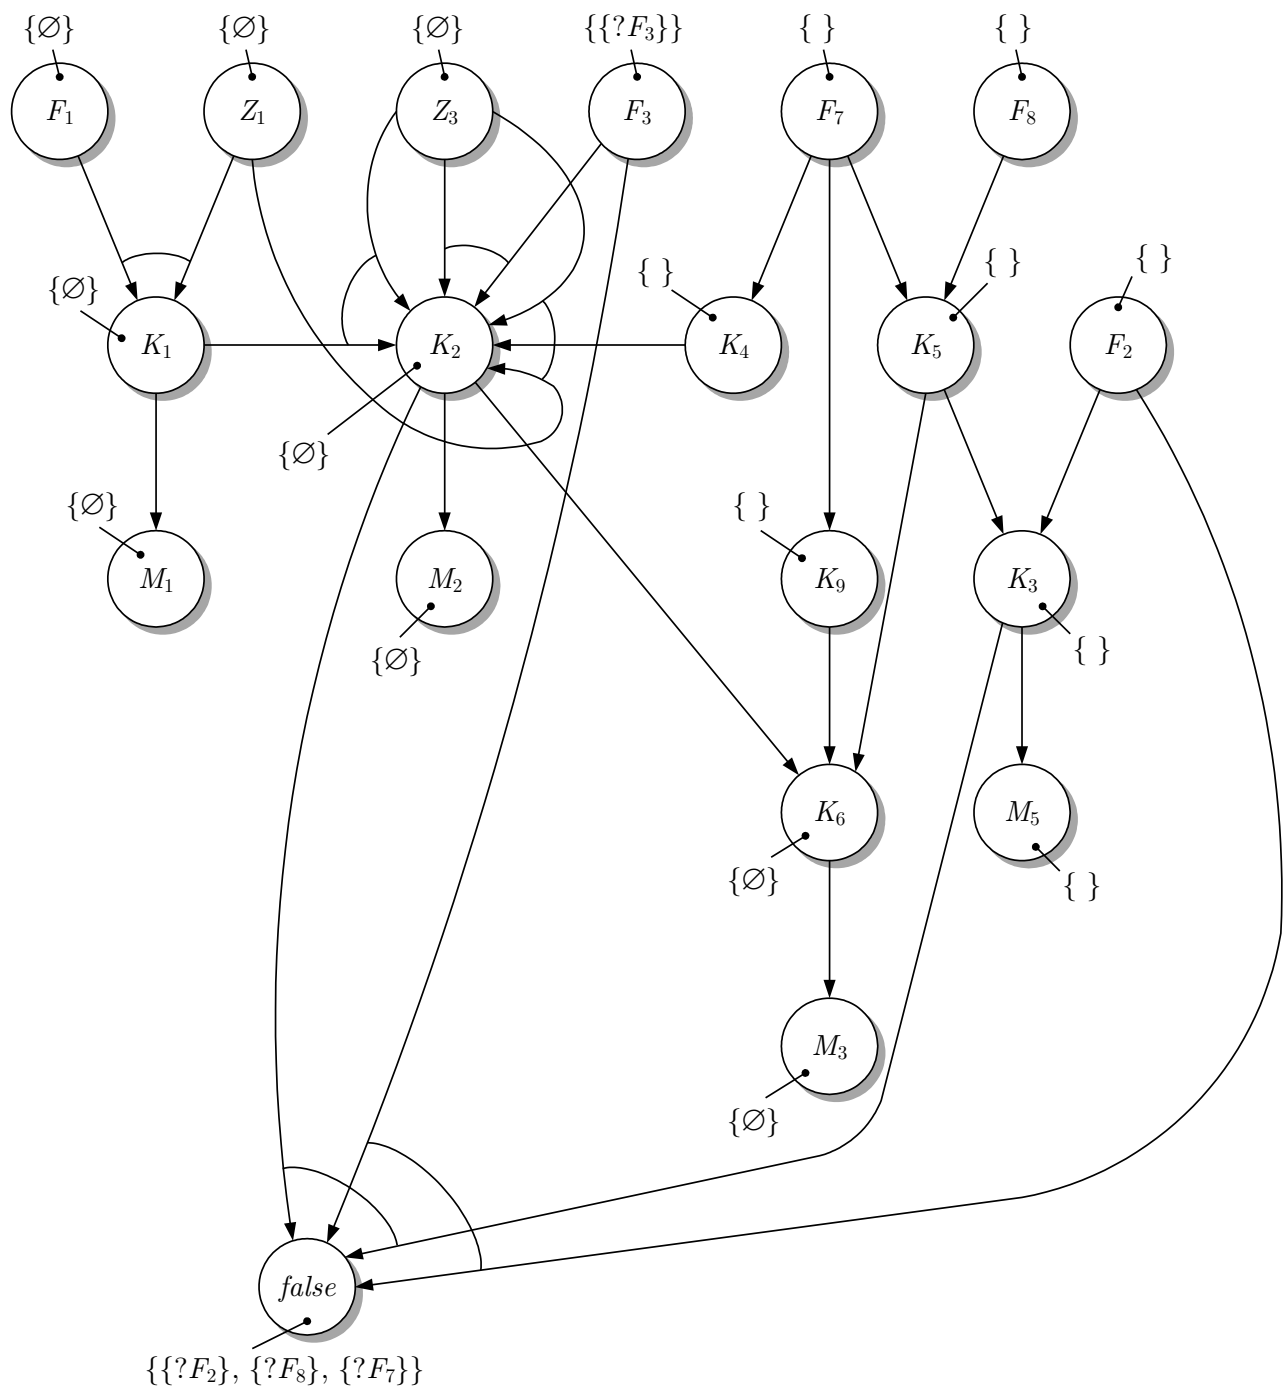 {∅} {∅} {∅} {{?F₃}} { } { }
F₁ Z₁ Z₃ F₃ F₇ F₈
{∅} { } { } { }
K₁ K₂ K₄ K₅ F₂
{∅}
{∅} { }
M₁ M₂ K₉ K₃
{∅} { }
K₆ M₅
{∅} { }
M₃
{∅}
false
{{?F₂}, {?F₈}, {?F₇}}